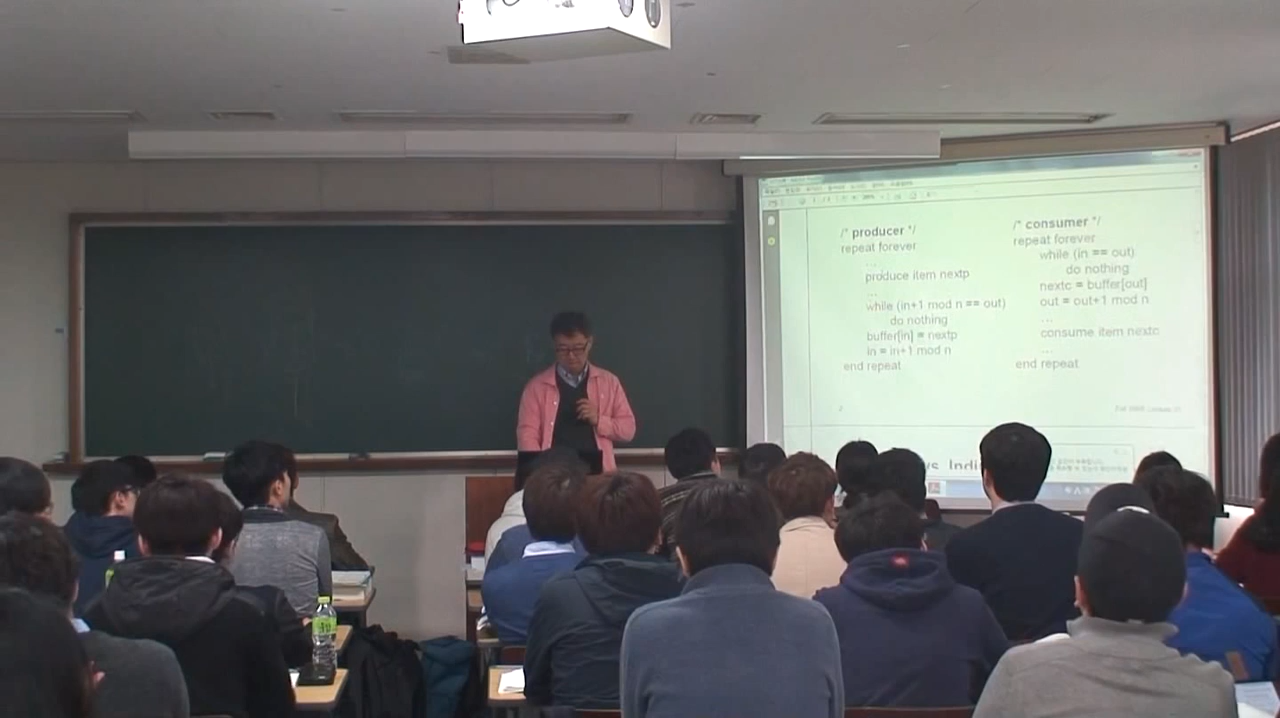 /* producer */
repeat forever
...
produce item nextp
...
while (in+1 mod n == out)
do nothing
buffer[in] = nextp
in = in+1 mod n
end repeat
/* consumer */
repeat forever
while (in == out)
do nothing
nextc = buffer[out]
out = out+1 mod n
...
consume item nextc
...
end repeat